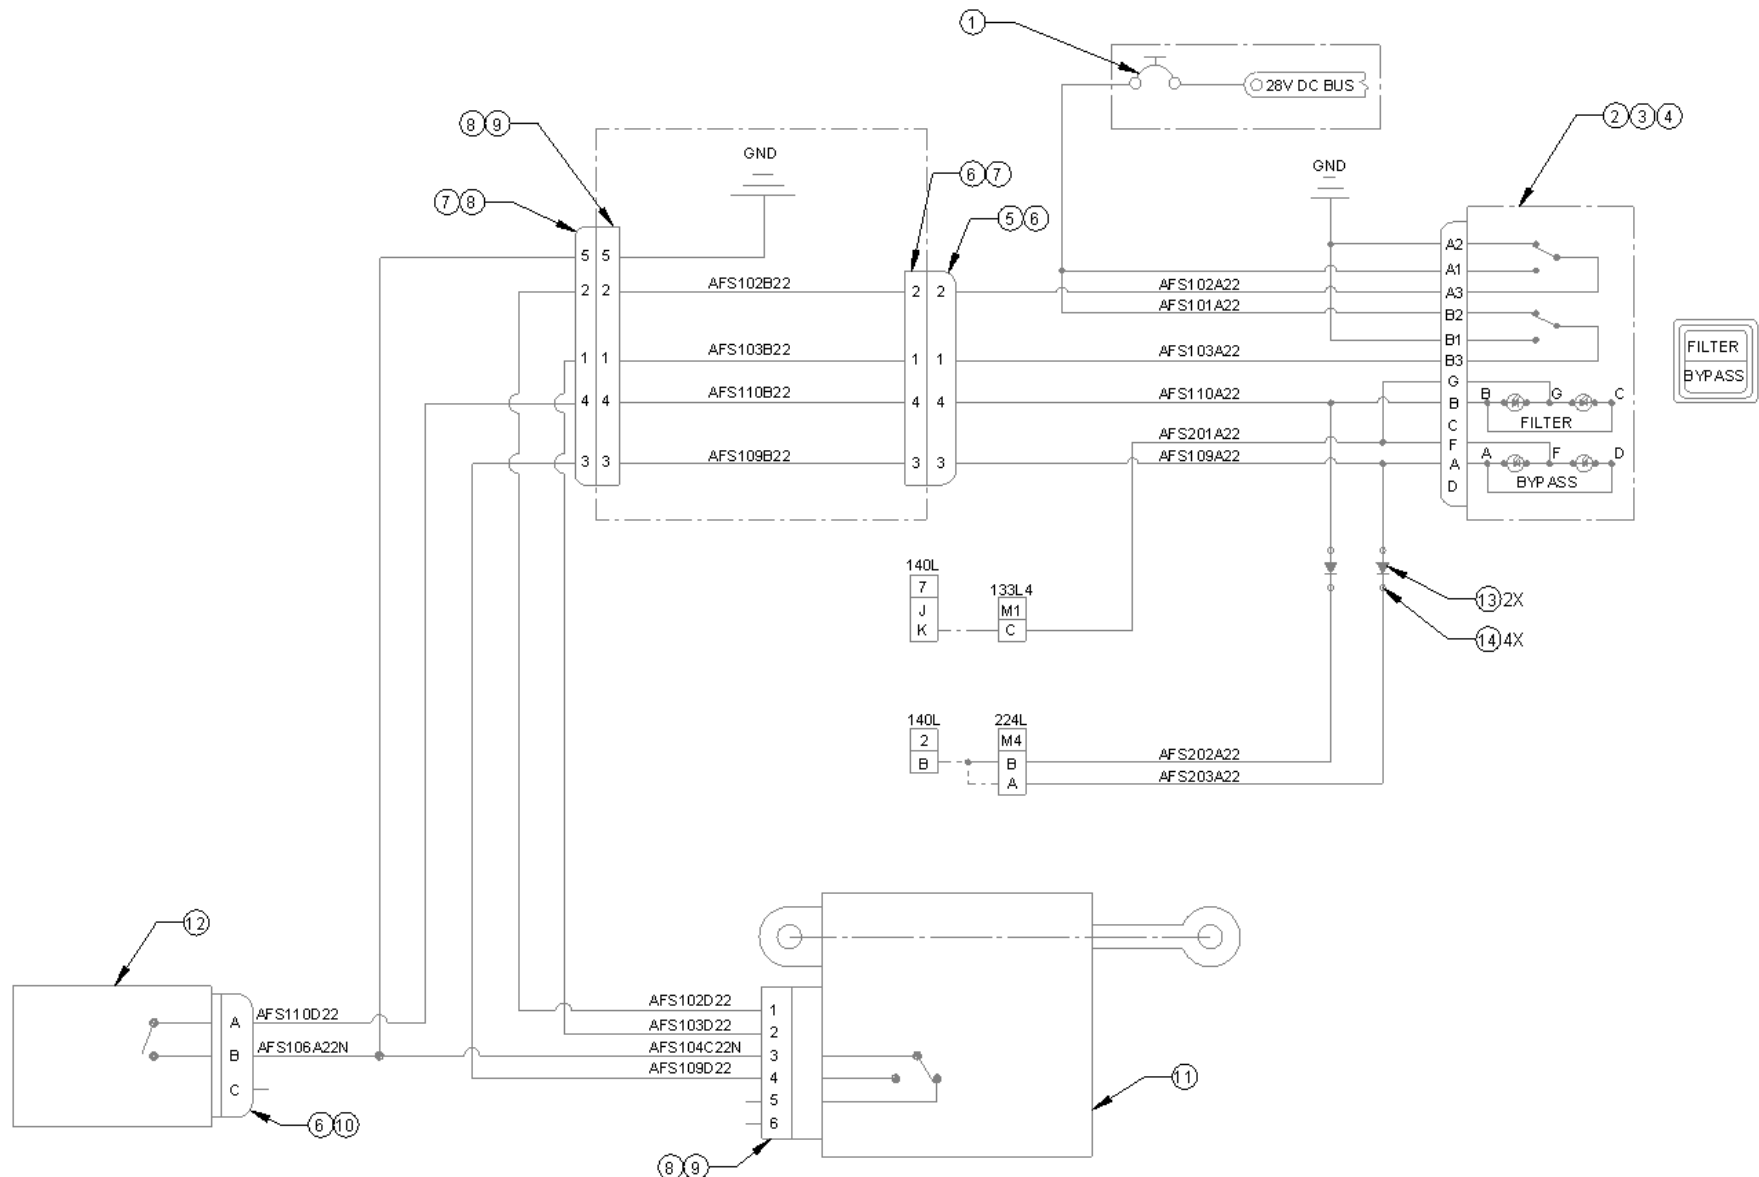 1
28V DC BUS
8 9
2 3 4
GND
GND
6 7
7 8
5 6
5 5
A2
A1
2 2
AFS102B22
2 2
AFS102A22
A3
AFS101A22
B2
B1
FILTER
BYPASS
1 1
AFS103B22
1 1
AFS103A22
B3
G
4 4
AFS110B22
4 4
AFS110A22
B
B G C
FILTER
C
AFS201A22
F
3 3
AFS109B22
3 3
AFS109A22
A
A F D
BYPASS
D
140L
7
J
K
133L4
M1
C
13 2X
14 4X
140L
2
B
224L
M4
B
A
AFS202A22
AFS203A22
12
A
AFS110D22
B
AFS106A22N
C
6 10
AFS102D22
1
AFS103D22
2
AFS104C22N
3
AFS109D22
4
5
6
11
8 9